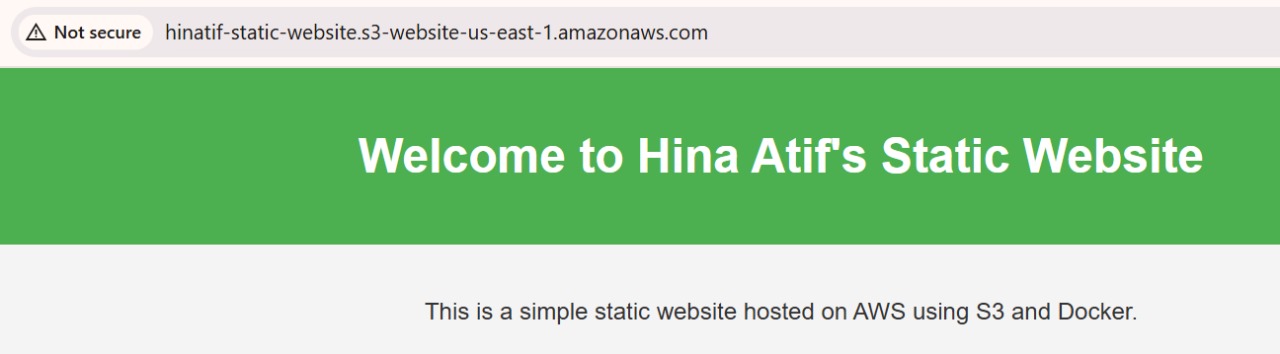 Not secure hinatif-static-website.s3-website-us-east-1.amazonaws.com
Welcome to Hina Atif's Static Website
This is a simple static website hosted on AWS using S3 and Docker.